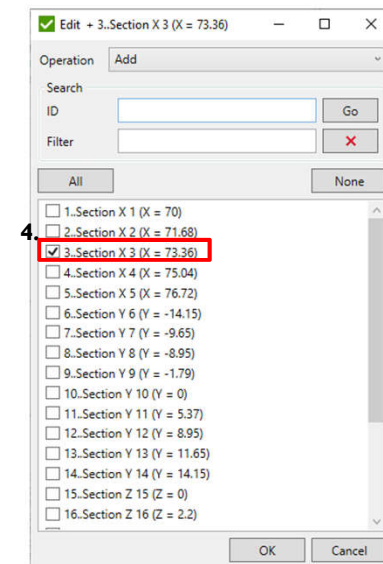 Edit + 3..Section X 3 (X = 73.36)
Operation Add
Search
ID Go
Filter
All None
1..Section X 1 (X = 70)
4. 2..Section X 2 (X = 71.68)
3..Section X 3 (X = 73.36)
4..Section X 4 (X = 75.04)
5..Section X 5 (X = 76.72)
6..Section Y 6 (Y = -14.15)
7..Section Y 7 (Y = -9.65)
8..Section Y 8 (Y = -8.95)
9..Section Y 9 (Y = -1.79)
10..Section Y 10 (Y = 0)
11..Section Y 11 (Y = 5.37)
12..Section Y 12 (Y = 8.95)
13..Section Y 13 (Y = 11.65)
14..Section Y 14 (Y = 14.15)
15..Section Z 15 (Z = 0)
16..Section Z 16 (Z = 2.2)
OK Cancel